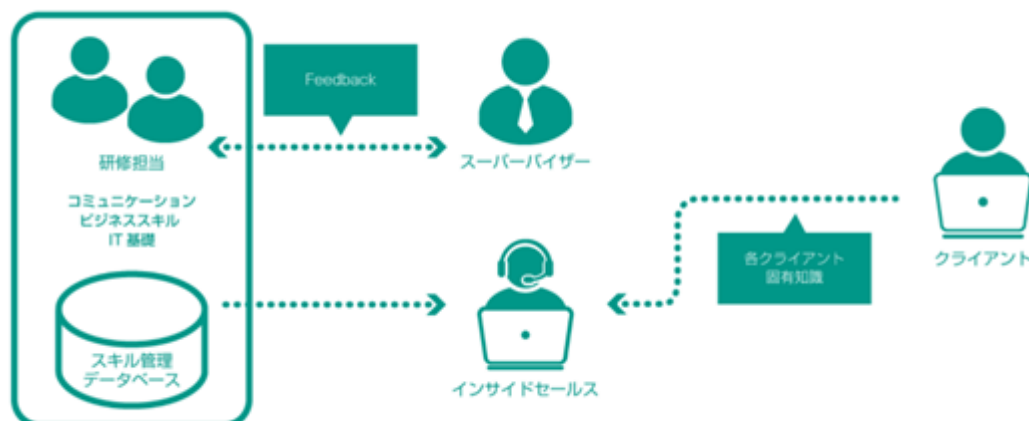 Feedback
研修担当
スーパーバイザー
コミュニケーション
ビジネススキル
IT 基礎
各クライアント
固有知識
クライアント
スキル管理
データベース
インサイドセールス